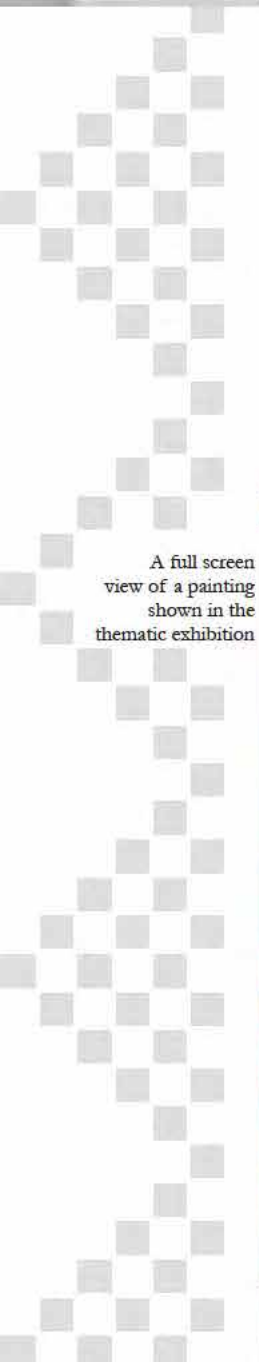 A full screen
view of a painting
shown in the
thematic exhibition